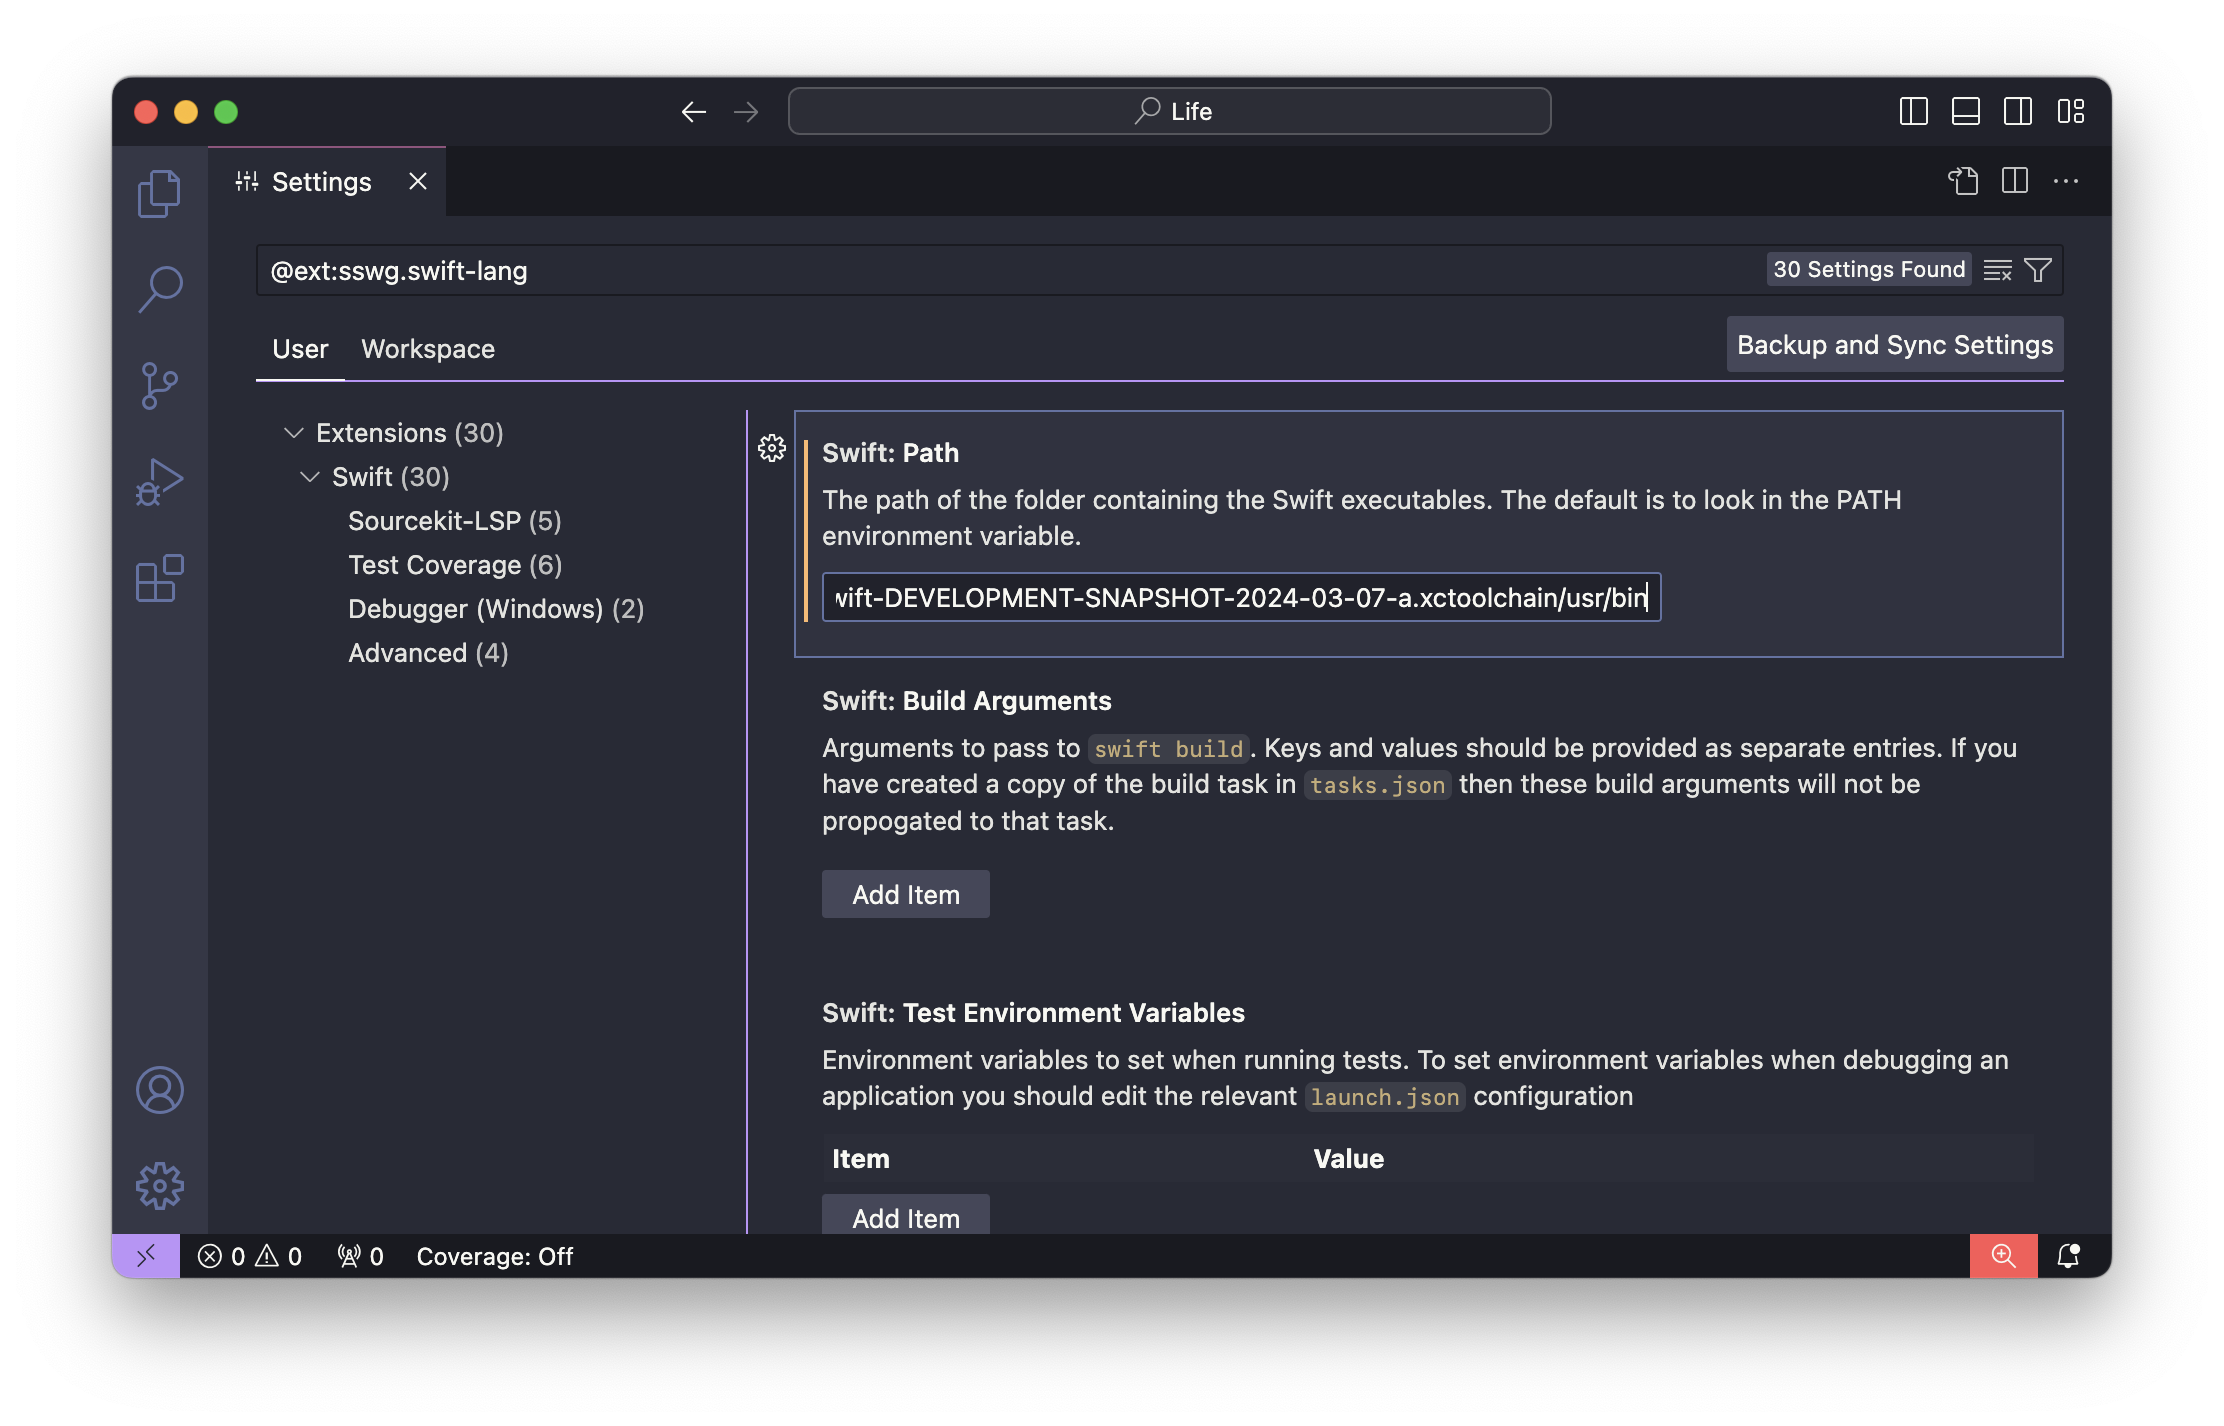 Life
Settings
@ext:sswg.swift-lang
30 Settings Found
User
Workspace
Backup and Sync Settings
Extensions (30)
Swift (30)
Sourcekit-LSP (5)
Test Coverage (6)
Debugger (Windows) (2)
Advanced (4)
Swift: Path
The path of the folder containing the Swift executables. The default is to look in the PATH
environment variable.
wift-DEVELOPMENT-SNAPSHOT-2024-03-07-a.xctoolchain/usr/bin
Swift: Build Arguments
Arguments to pass to swift build. Keys and values should be provided as separate entries. If you
have created a copy of the build task in tasks.json then these build arguments will not be
propogated to that task.
Add Item
Swift: Test Environment Variables
Environment variables to set when running tests. To set environment variables when debugging an
application you should edit the relevant launch.json configuration
Item
Value
Add Item
0
0
0
Coverage: Off